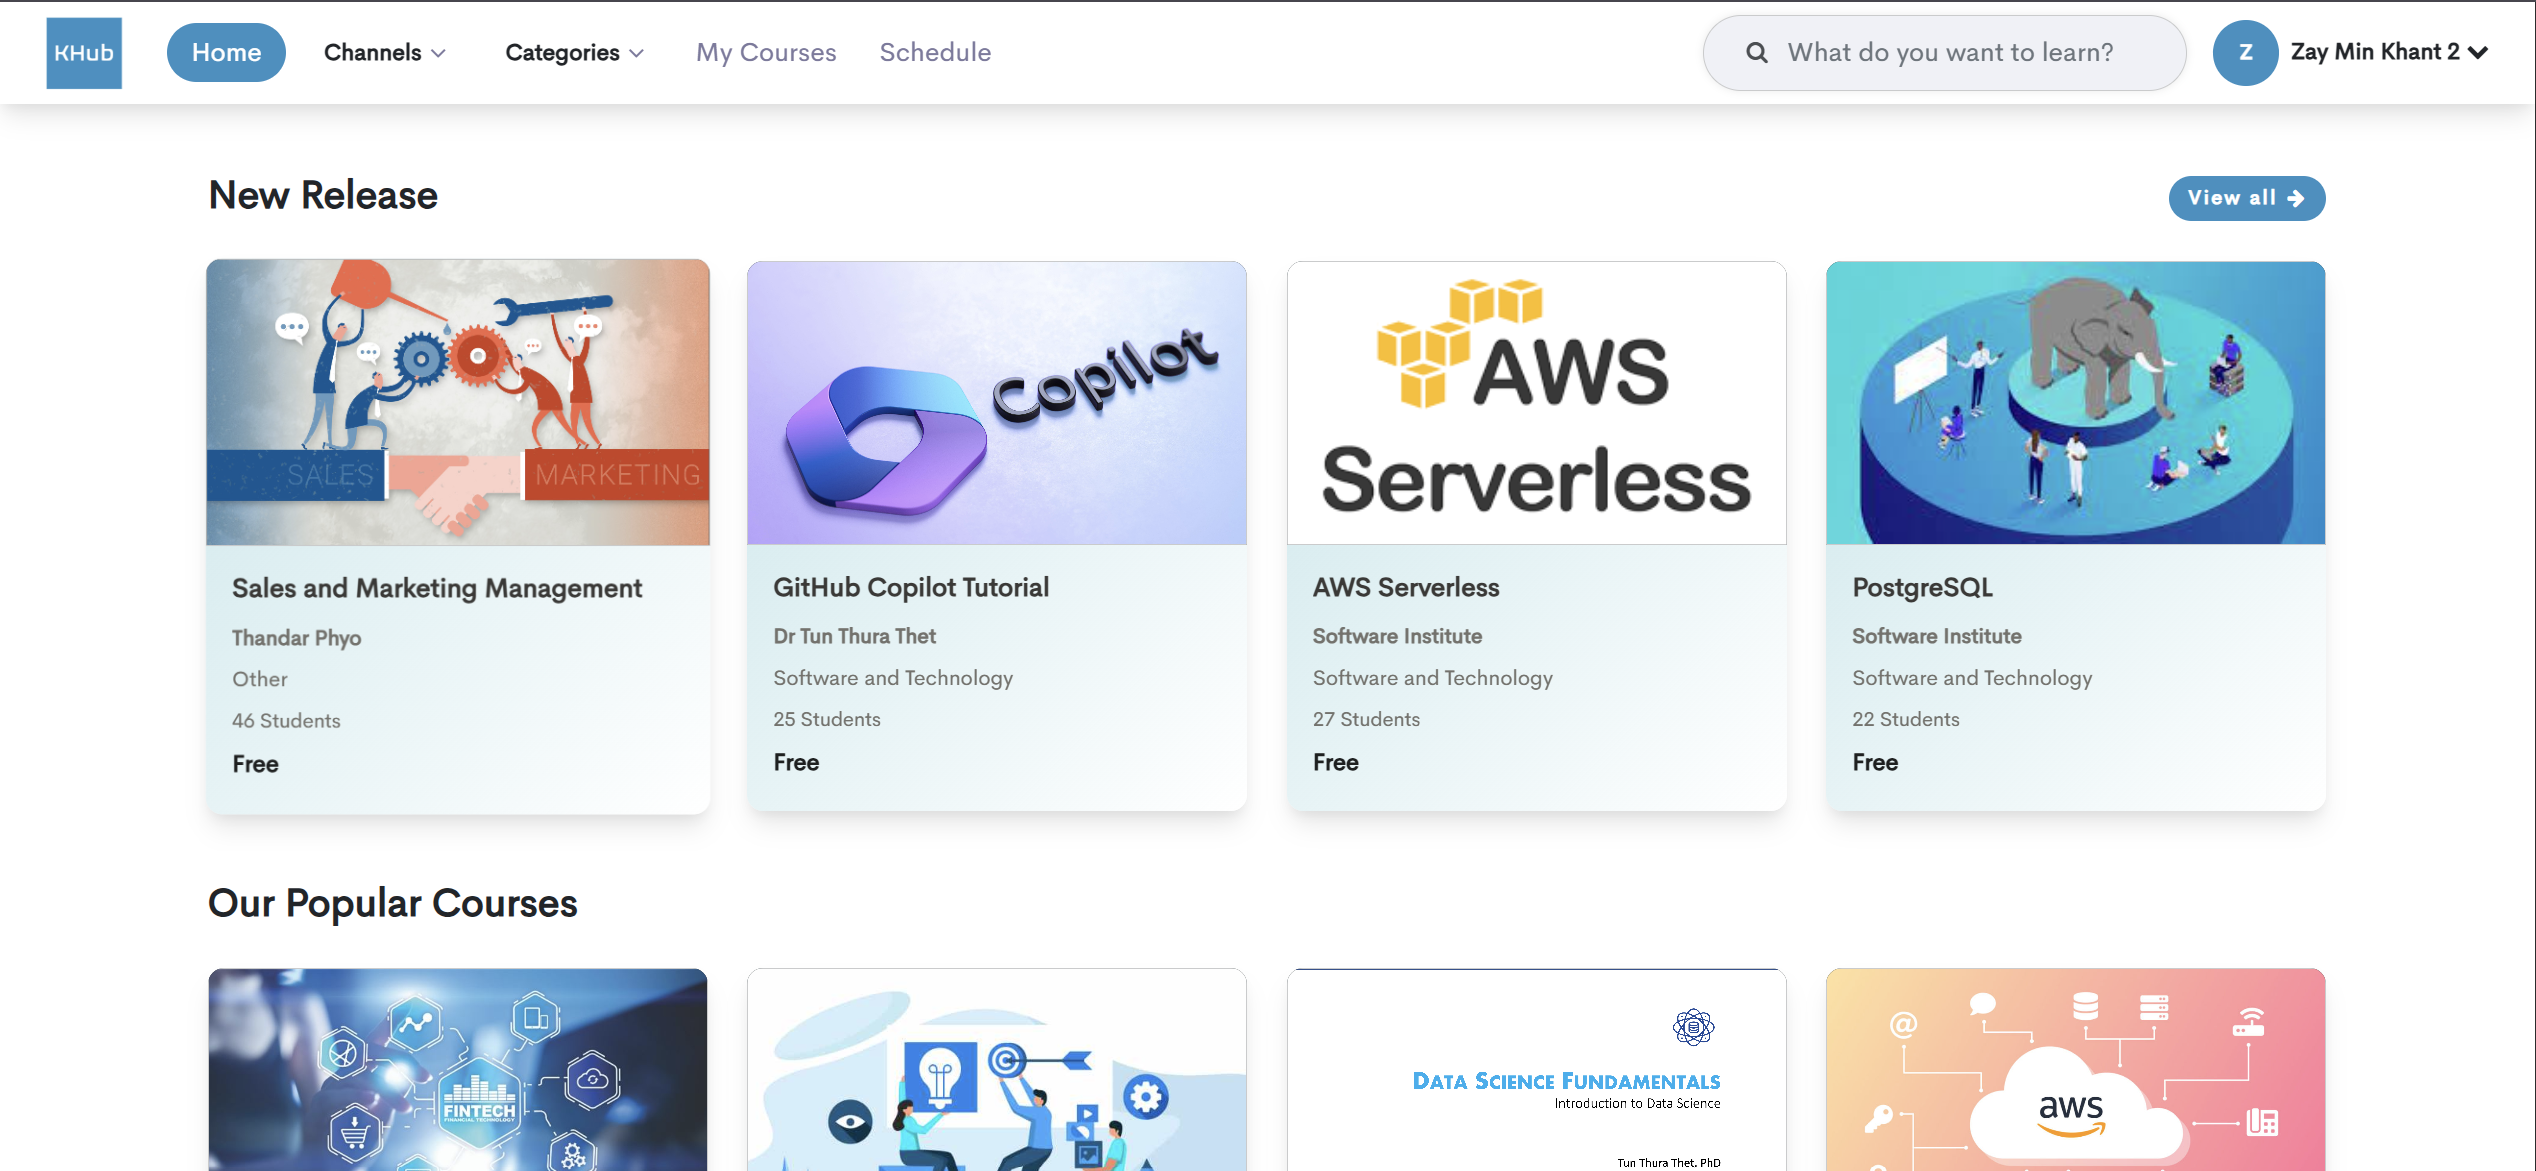 KHub
Home
Channels
Categories
My Courses
Schedule
What do you want to learn?
Z
Zay Min Khant 2
New Release
View all
SALES
MARKETING
Copilot
AWS
Serverless
Sales and Marketing Management
Thandar Phyo
Other
46 Students
Free
GitHub Copilot Tutorial
Dr Tun Thura Thet
Software and Technology
25 Students
Free
AWS Serverless
Software Institute
Software and Technology
27 Students
Free
PostgreSQL
Software Institute
Software and Technology
22 Students
Free
Our Popular Courses
FINTECH
FINANCIAL TECHNOLOGY
DATA SCIENCE FUNDAMENTALS
Introduction to Data Science
Tun Thura Thet, PhD
@
aws